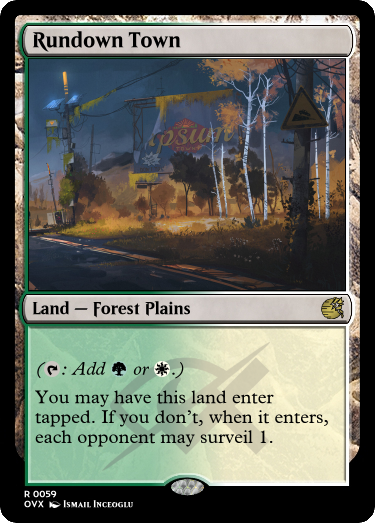 Rundown Town
ipsum
Land — Forest Plains
(: Add or .)
You may have this land enter
tapped. If you don't, when it enters,
each opponent may surveil 1.
R 0059
OVX Ismail Inceoglu